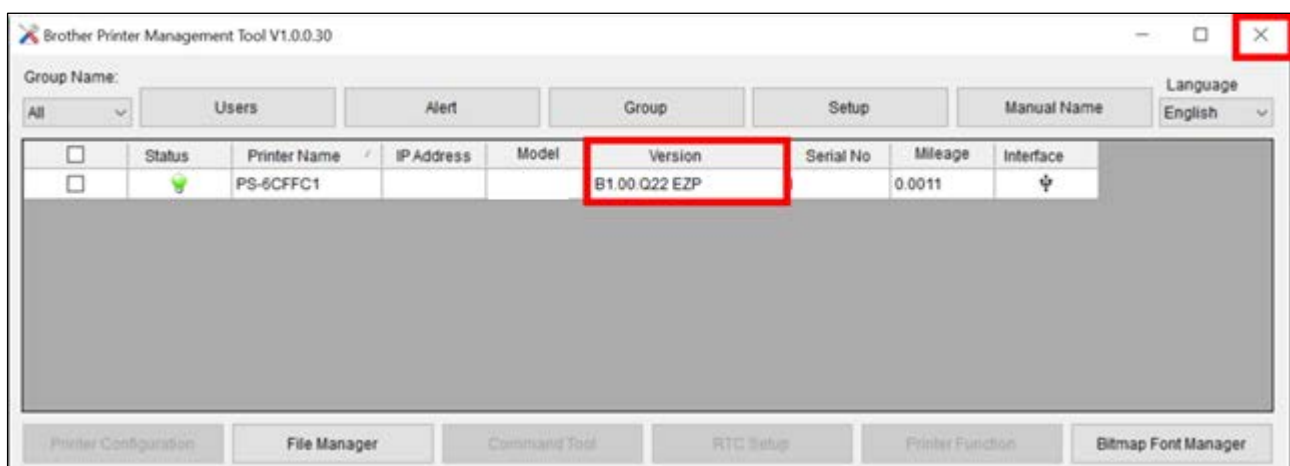 Brother Printer Management Tool V1.0.0.30
Group Name:
Language
All Users Alert Group Setup Manual Name English
Status Printer Name IP Address Model Version Serial No Mileage Interface
PS-6CFFC1 B1.00.Q22 EZP 0.0011
Printer Configuration File Manager Command Tool RTC Setup Printer Function Bitmap Font Manager